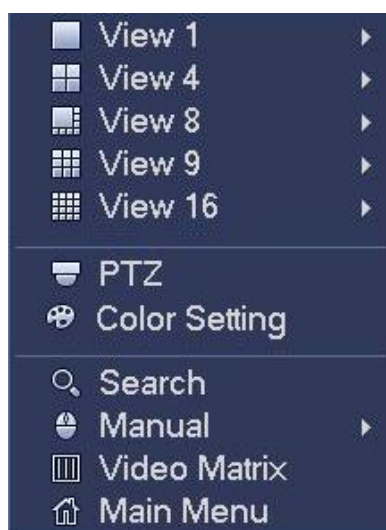 View 1
View 4
View 8
View 9
View 16
PTZ
Color Setting
Search
Manual
Video Matrix
Main Menu